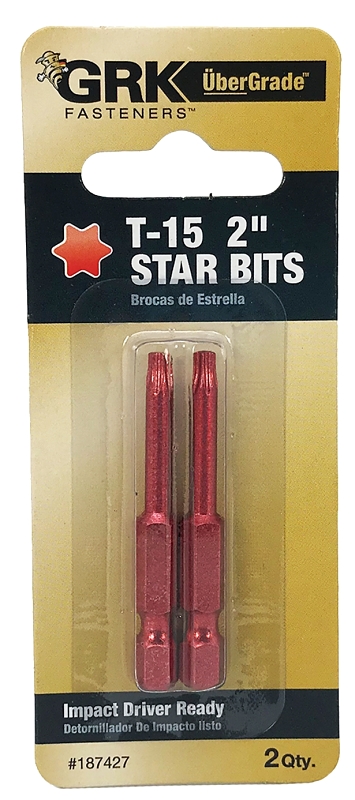 GRK ÜberGrade™
FASTENERS™
T-15 2"
STAR BITS
Brocas de Estrella
Impact Driver Ready
Detornillador De Impacto listo
#187427 2 Qty.